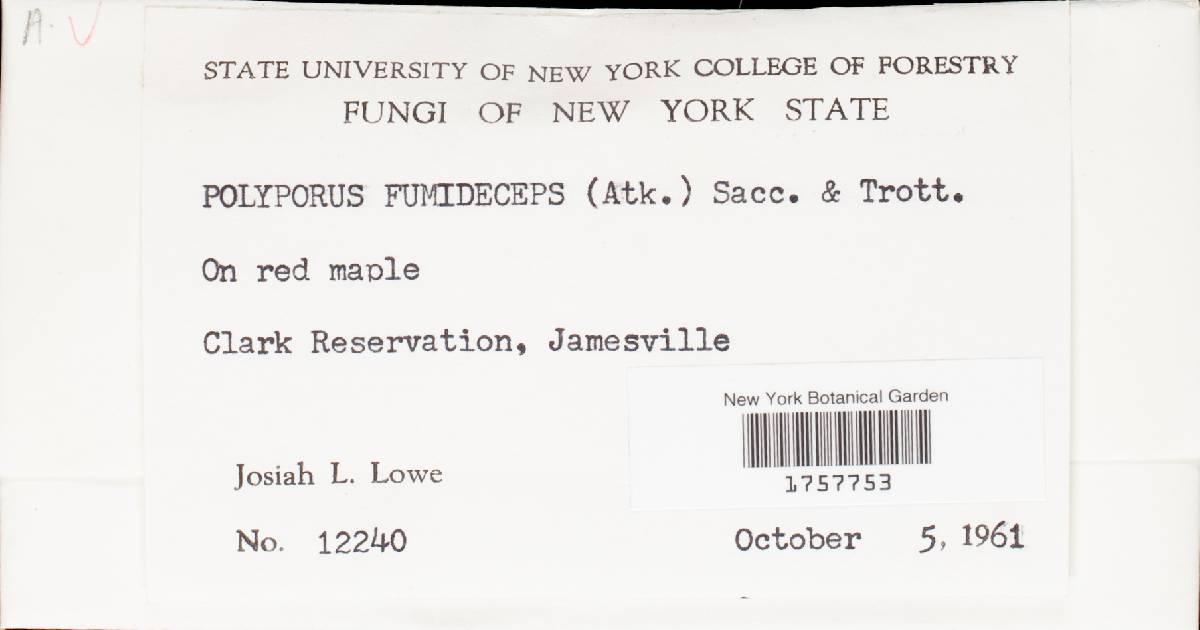 A. V
STATE UNIVERSITY OF NEW YORK COLLEGE OF FORESTRY
FUNGI OF NEW YORK STATE
POLYPORUS FUMIDECEPS (Atk.) Sacc. & Trott.
On red maple
Clark Reservation, Jamesville
New York Botanical Garden
1757753
Josiah L. Lowe
No. 12240
October 5, 1961